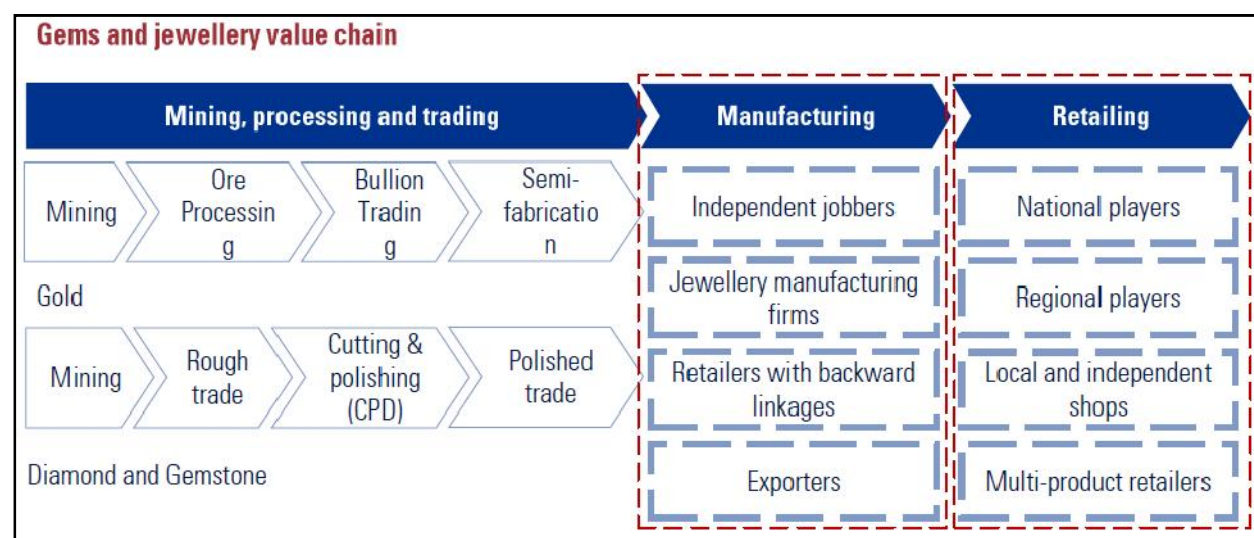 Gems and jewellery value chain
Mining, processing and trading
Manufacturing
Retailing
Mining
Ore
Processin
g
Bullion
Tradin
g
Semi-
fabricatio
n
Gold
Mining
Rough
trade
Cutting &
polishing
(CPD)
Polished
trade
Diamond and Gemstone
Independent jobbers
Jewellery manufacturing
firms
Retailers with backward
linkages
Exporters
National players
Regional players
Local and independent
shops
Multi-product retailers